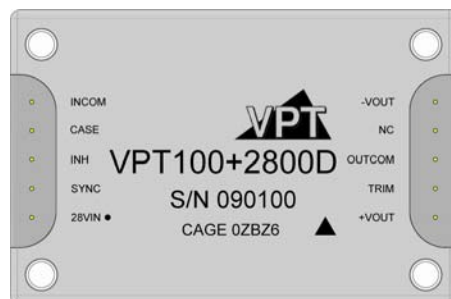 INCOM
CASE
INH
SYNC
28VIN ●
VPT
VPT100+2800D
S/N 090100
CAGE 0ZBZ6
-VOUT
NC
OUTCOM
TRIM
+VOUT